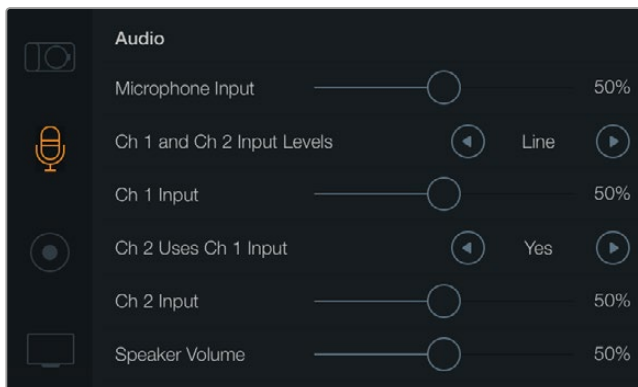 Audio
Microphone Input 50%
Ch 1 and Ch 2 Input Levels Line
Ch 1 Input 50%
Ch 2 Uses Ch 1 Input Yes
Ch 2 Input 50%
Speaker Volume 50%